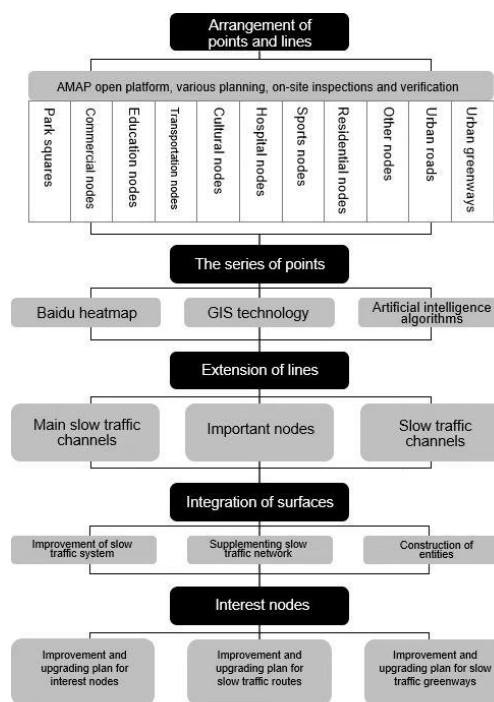 Arrangement of
points and lines
AMAP open platform, various planning, on-site inspections and verification
Park squares
Commercial nodes
Education nodes
Transportation nodes
Cultural nodes
Hospital nodes
Sports nodes
Residential nodes
Other nodes
Urban roads
Urban greenways
The series of points
Baidu heatmap
GIS technology
Artificial intelligence
algorithms
Extension of lines
Main slow traffic
channels
Important nodes
Slow traffic
channels
Integration of surfaces
Improvement of slow
traffic system
Supplementing slow
traffic network
Construction of
entities
Interest nodes
Improvement and
upgrading plan for
interest nodes
Improvement and
upgrading plan for
slow traffic routes
Improvement and
upgrading plan for slow
traffic greenways